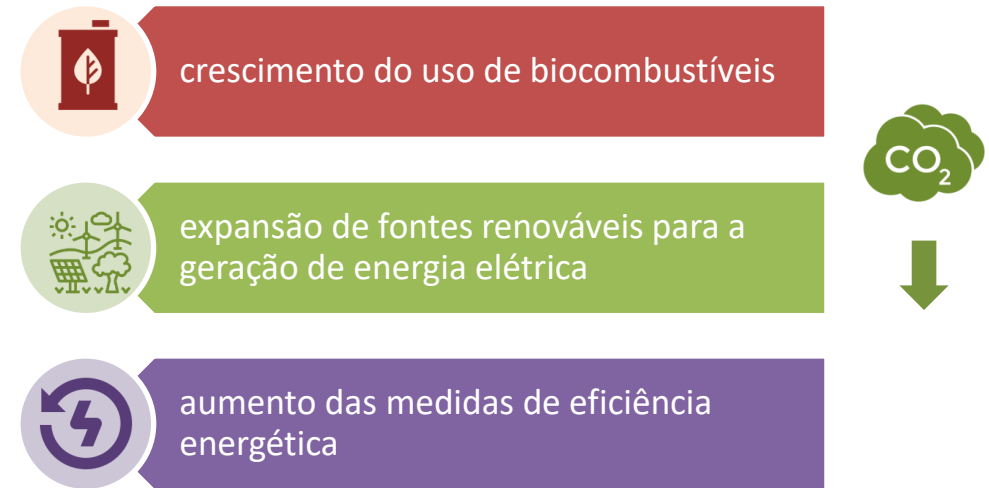 crescimento do uso de biocombustíveis
CO₂
expansão de fontes renováveis para a
geração de energia elétrica
aumento das medidas de eficiência
energética